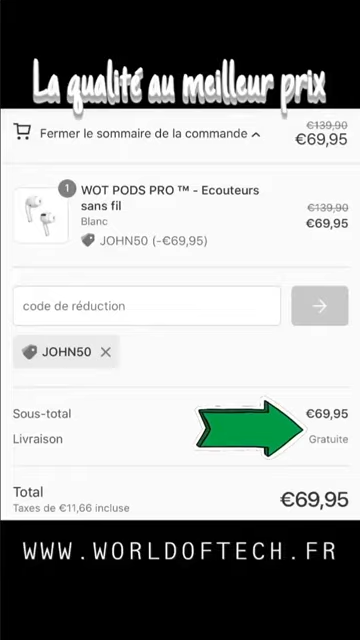 La qualité au meilleur prix
Fermer le sommaire de la commande
€139,90
€69,95
1
WOT PODS PRO ™ - Ecouteurs
sans fil
Blanc
JOHN50 (-€69,95)
€139,90
€69,95
code de réduction
JOHN50
Sous-total €69,95
Livraison Gratuite
Total
Taxes de €11,66 incluse
€69,95
WWW.WORLDOFTECH.FR